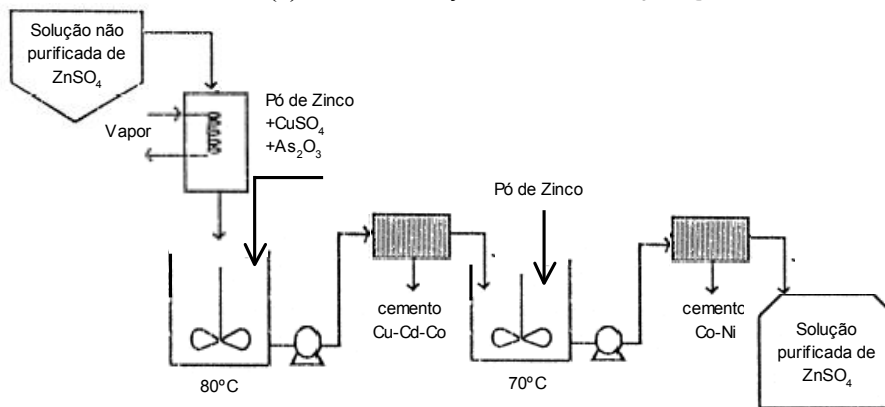 Solução não
purificada de
ZnSO₄
Vapor
Pó de Zinco
+CuSO₄
+As₂O₃
Pó de Zinco
cemento
Cu-Cd-Co
cemento
Co-Ni
Solução
purificada de
ZnSO₄
80ºC
70ºC